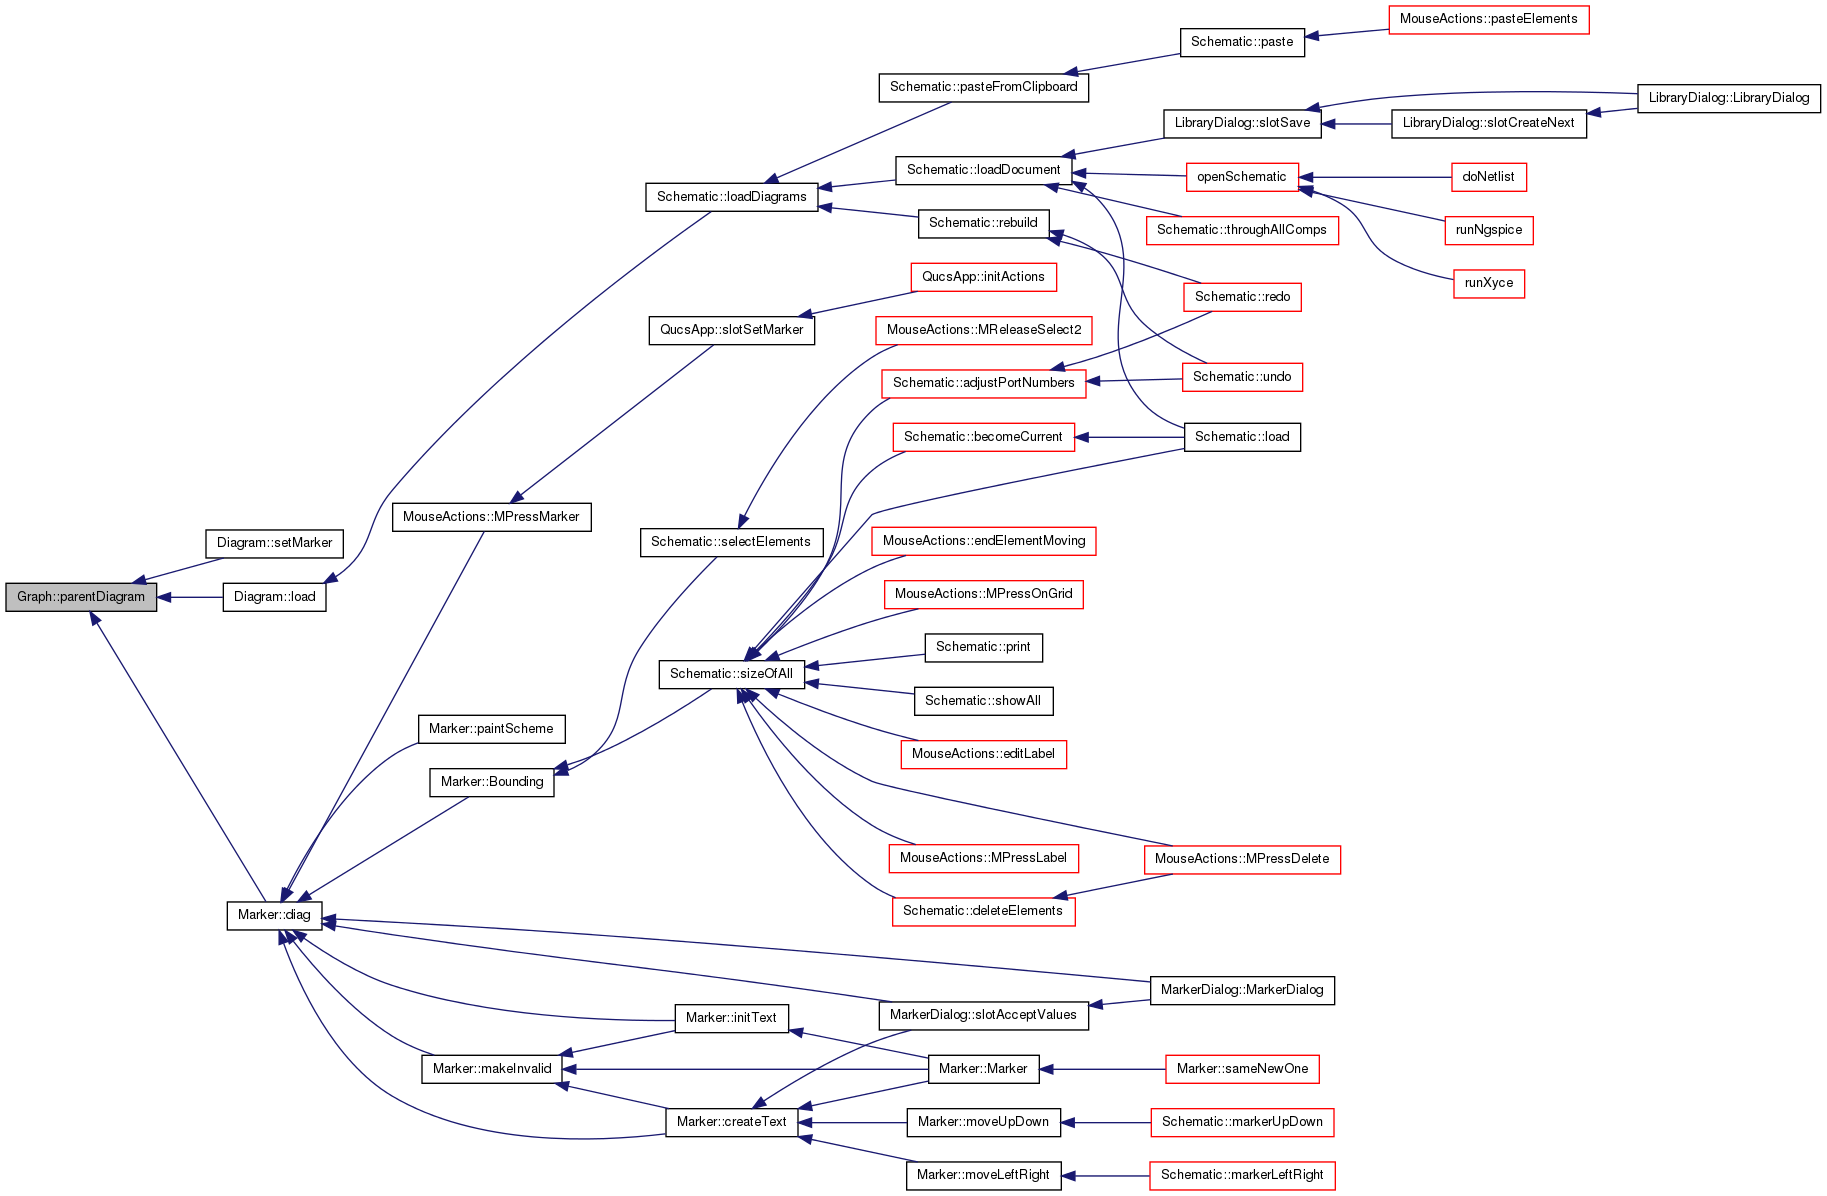 MouseActions::pasteElements
Schematic::paste
Schematic::pasteFromClipboard
LibraryDialog::LibraryDialog
LibraryDialog::slotSave
LibraryDialog::slotCreateNext
Schematic::loadDocument
openSchematic
doNetlist
Schematic::loadDiagrams
Schematic::rebuild
Schematic::throughAllComps
runNgspice
QucsApp::initActions
runXyce
Schematic::redo
QucsApp::slotSetMarker
MouseActions::MReleaseSelect2
Schematic::adjustPortNumbers
Schematic::undo
Schematic::becomeCurrent
Schematic::load
MouseActions::MPressMarker
Diagram::setMarker
Schematic::selectElements
MouseActions::endElementMoving
Graph::parentDiagram
Diagram::load
MouseActions::MPressOnGrid
Schematic::print
Schematic::sizeOfAll
Schematic::showAll
Marker::paintScheme
MouseActions::editLabel
Marker::Bounding
MouseActions::MPressLabel
MouseActions::MPressDelete
Marker::diag
Schematic::deleteElements
MarkerDialog::MarkerDialog
Marker::initText
MarkerDialog::slotAcceptValues
Marker::makeInvalid
Marker::Marker
Marker::sameNewOne
Marker::createText
Marker::moveUpDown
Schematic::markerUpDown
Marker::moveLeftRight
Schematic::markerLeftRight